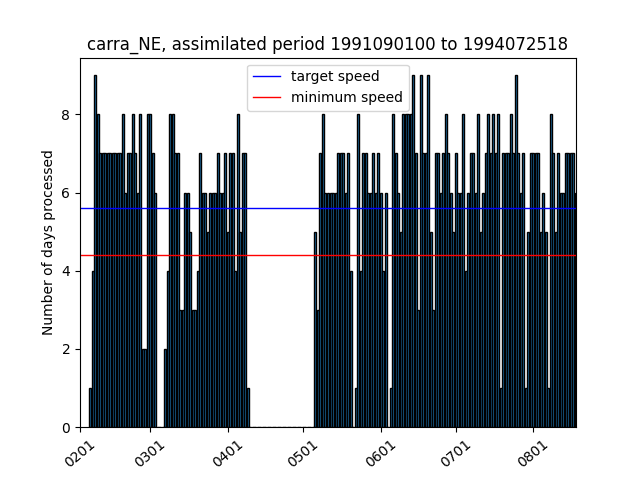 carra_NE, assimilated period 1991090100 to 1994072518
target speed
minimum speed
Number of days processed
8
6
4
2
0
0201 0301 0401 0501 0601 0701 0801